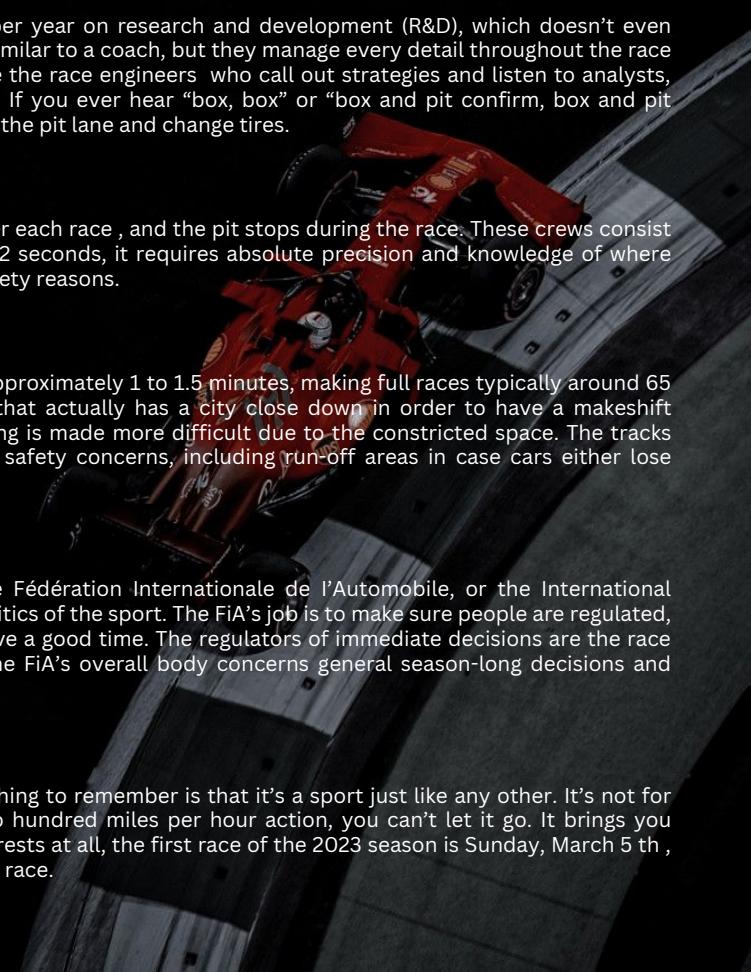 per year on research and development (R&D), which doesn’t even
milar to a coach, but they manage every detail throughout the race
e the race engineers who call out strategies and listen to analysts,
If you ever hear “box, box” or “box and pit confirm, box and pit
the pit lane and change tires.
r each race , and the pit stops during the race. These crews consist
2 seconds, it requires absolute precision and knowledge of where
ety reasons.
pproximately 1 to 1.5 minutes, making full races typically around 65
that actually has a city close down in order to have a makeshift
ng is made more difficult due to the constricted space. The tracks
safety concerns, including run-off areas in case cars either lose
e Fédération Internationale de l’Automobile, or the International
itics of the sport. The FiA’s job is to make sure people are regulated,
ve a good time. The regulators of immediate decisions are the race
he FiA’s overall body concerns general season-long decisions and
hing to remember is that it’s a sport just like any other. It’s not for
o hundred miles per hour action, you can’t let it go. It brings you
rests at all, the first race of the 2023 season is Sunday, March 5 th ,
race.
16